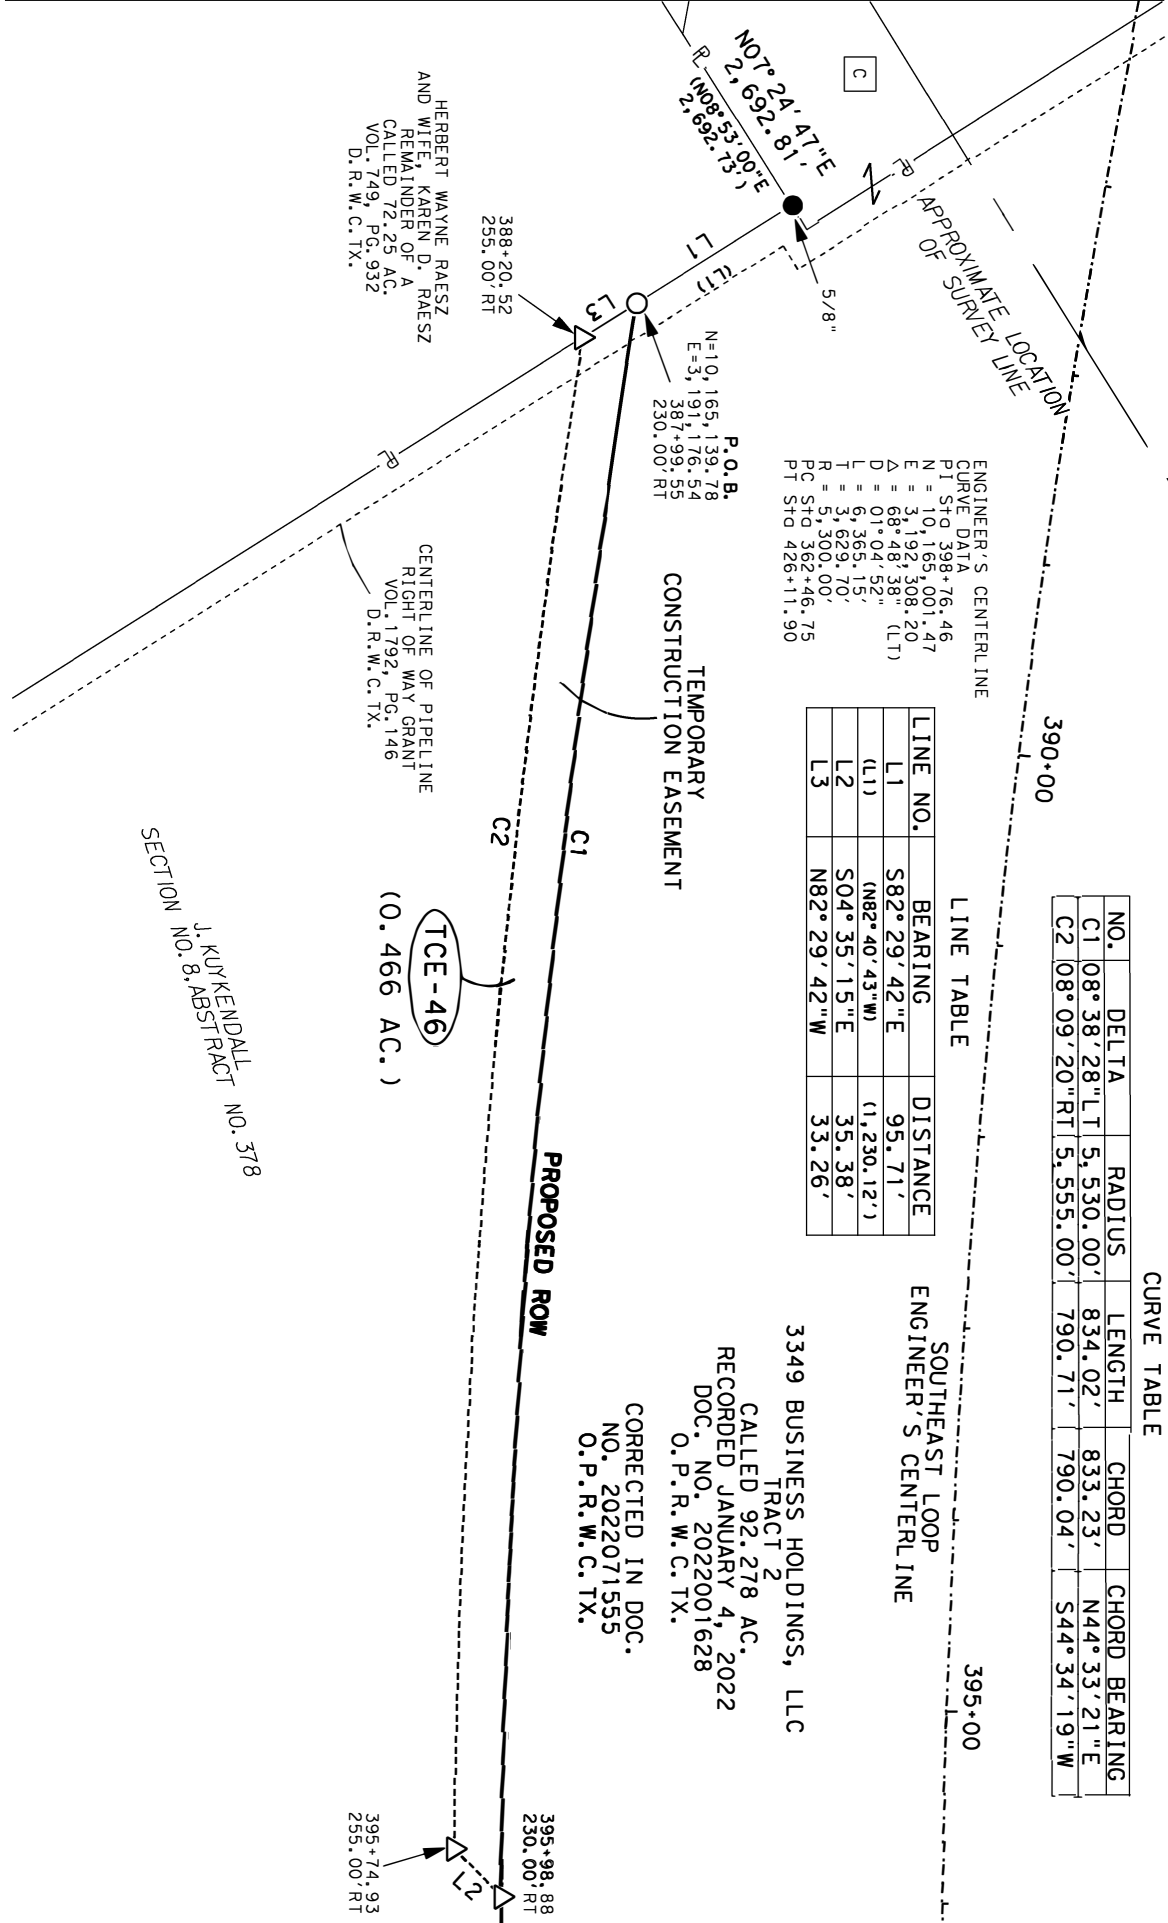 CURVE TABLE
NO. DELTA RADIUS LENGTH CHORD CHORD BEARING
C1 08°38'28"LT 5,530.00' 834.02' 833.23' N44°33'21"E
C2 08°09'20"RT 5,555.00' 790.71' 790.04' S44°34'19"W
390+00
395+00
SOUTHEAST LOOP
ENGINEER'S CENTERLINE
LINE TABLE
LINE NO. BEARING DISTANCE
L1 S82°29'42"E 95.71'
(L1) (N82°40'43"W) (1,230.12')
L2 S04°35'15"E 35.38'
L3 N82°29'42"W 33.26'
ENGINEER'S CENTERLINE
CURVE DATA
PI Sta 398+76.46
N = 10,165,001.47
E = 3,192,308.20
Δ = 68°48'38" (LT)
D = 01°04'52"
L = 6,365.15'
T = 3,629.70'
R = 5,300.00'
PC Sta 362+46.75
PT Sta 426+11.90
APPROXIMATE LOCATION
OF SURVEY LINE
C
P
P
N07°24'47"E
2,692.81'
(N08°53'00"E
2,692.73')
5/8"
L1
(L1)
L3
P.O.B.
N=10,165,139.78
E=3,191,176.54
387+99.55
230.00'RT
388+20.52
255.00'RT
3349 BUSINESS HOLDINGS, LLC
TRACT 2
CALLED 92.278 AC.
RECORDED JANUARY 4, 2022
DOC. NO. 2022001628
O.P.R.W.C.TX.
CORRECTED IN DOC.
NO. 2022071555
O.P.R.W.C.TX.
TEMPORARY
CONSTRUCTION EASEMENT
C1
C2
PROPOSED ROW
TCE-46
(0.466 AC.)
395+98.88
230.00'RT
L2
395+74.93
255.00'RT
HERBERT WAYNE RAESZ
AND WIFE, KAREN D. RAESZ
REMAINDER OF A
CALLED 72.25 AC.
VOL.749, PG.932
D.R.W.C.TX.
P
CENTERLINE OF PIPELINE
RIGHT OF WAY GRANT
VOL.1792, PG.146
D.R.W.C.TX.
J. KUYKENDALL
SECTION NO. 8, ABSTRACT NO. 378